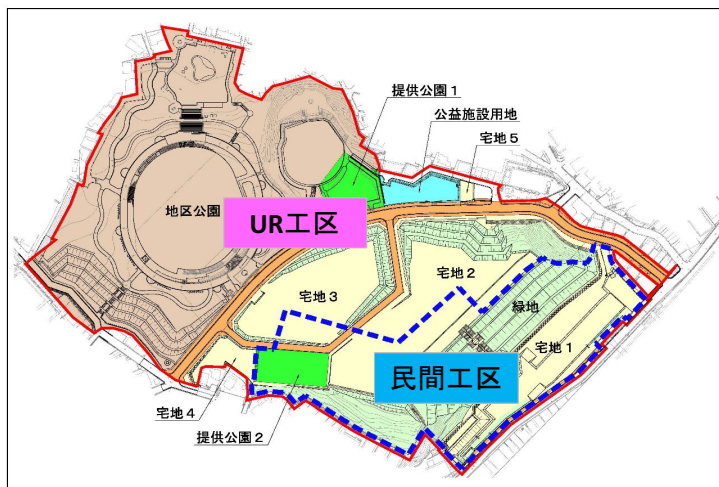 提供公園1
公益施設用地
宅地5
地区公園
UR工区
宅地2
宅地3
緑地
宅地1
民間工区
宅地4
提供公園2